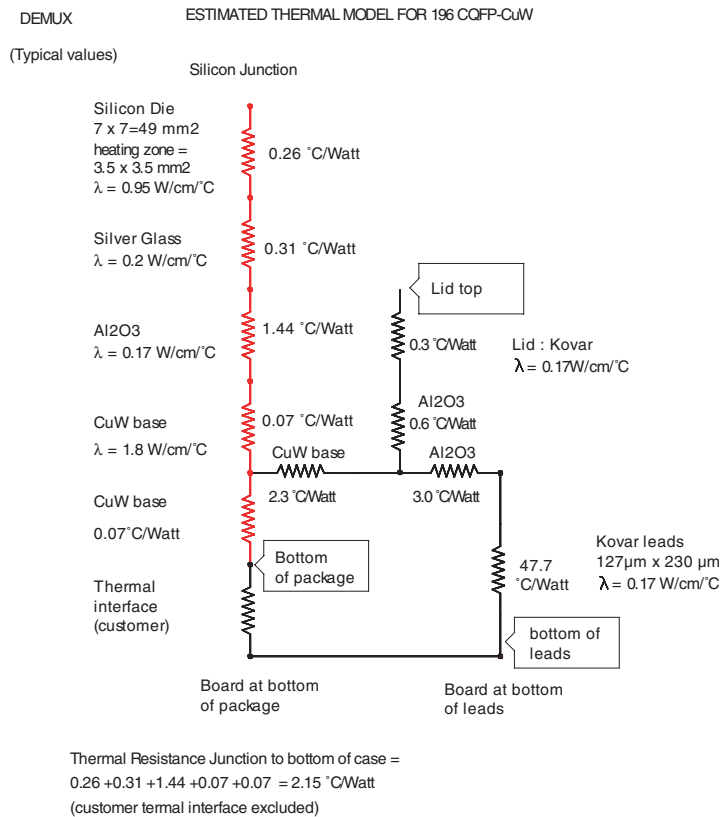 DEMUX
ESTIMATED THERMAL MODEL FOR 196 CQFP-CuW
(Typical values)
Silicon Junction
Silicon Die
7 x 7=49 mm2
heating zone =
3.5 x 3.5 mm2
λ = 0.95 W/cm/˚C
0.26 ˚C/Watt
Silver Glass
λ = 0.2 W/cm/˚C
0.31 ˚C/Watt
Lid top
Al2O3
λ = 0.17 W/cm/˚C
1.44 ˚C/Watt
0.3 ˚C/Watt
Lid : Kovar
λ = 0.17W/cm/˚C
CuW base
λ = 1.8 W/cm/˚C
0.07 ˚C/Watt
Al2O3
0.6 ˚C/Watt
CuW base
2.3 ˚C/Watt
Al2O3
3.0 ˚C/Watt
CuW base
0.07˚C/Watt
Bottom
of package
47.7
˚C/Watt
Kovar leads
127µm x 230 µm
λ = 0.17 W/cm/˚C
Thermal
interface
(customer)
bottom of
leads
Board at bottom
of package
Board at bottom
of leads
Thermal Resistance Junction to bottom of case =
0.26 +0.31 +1.44 +0.07 +0.07 = 2.15 ˚C/Watt
(customer termal interface excluded)